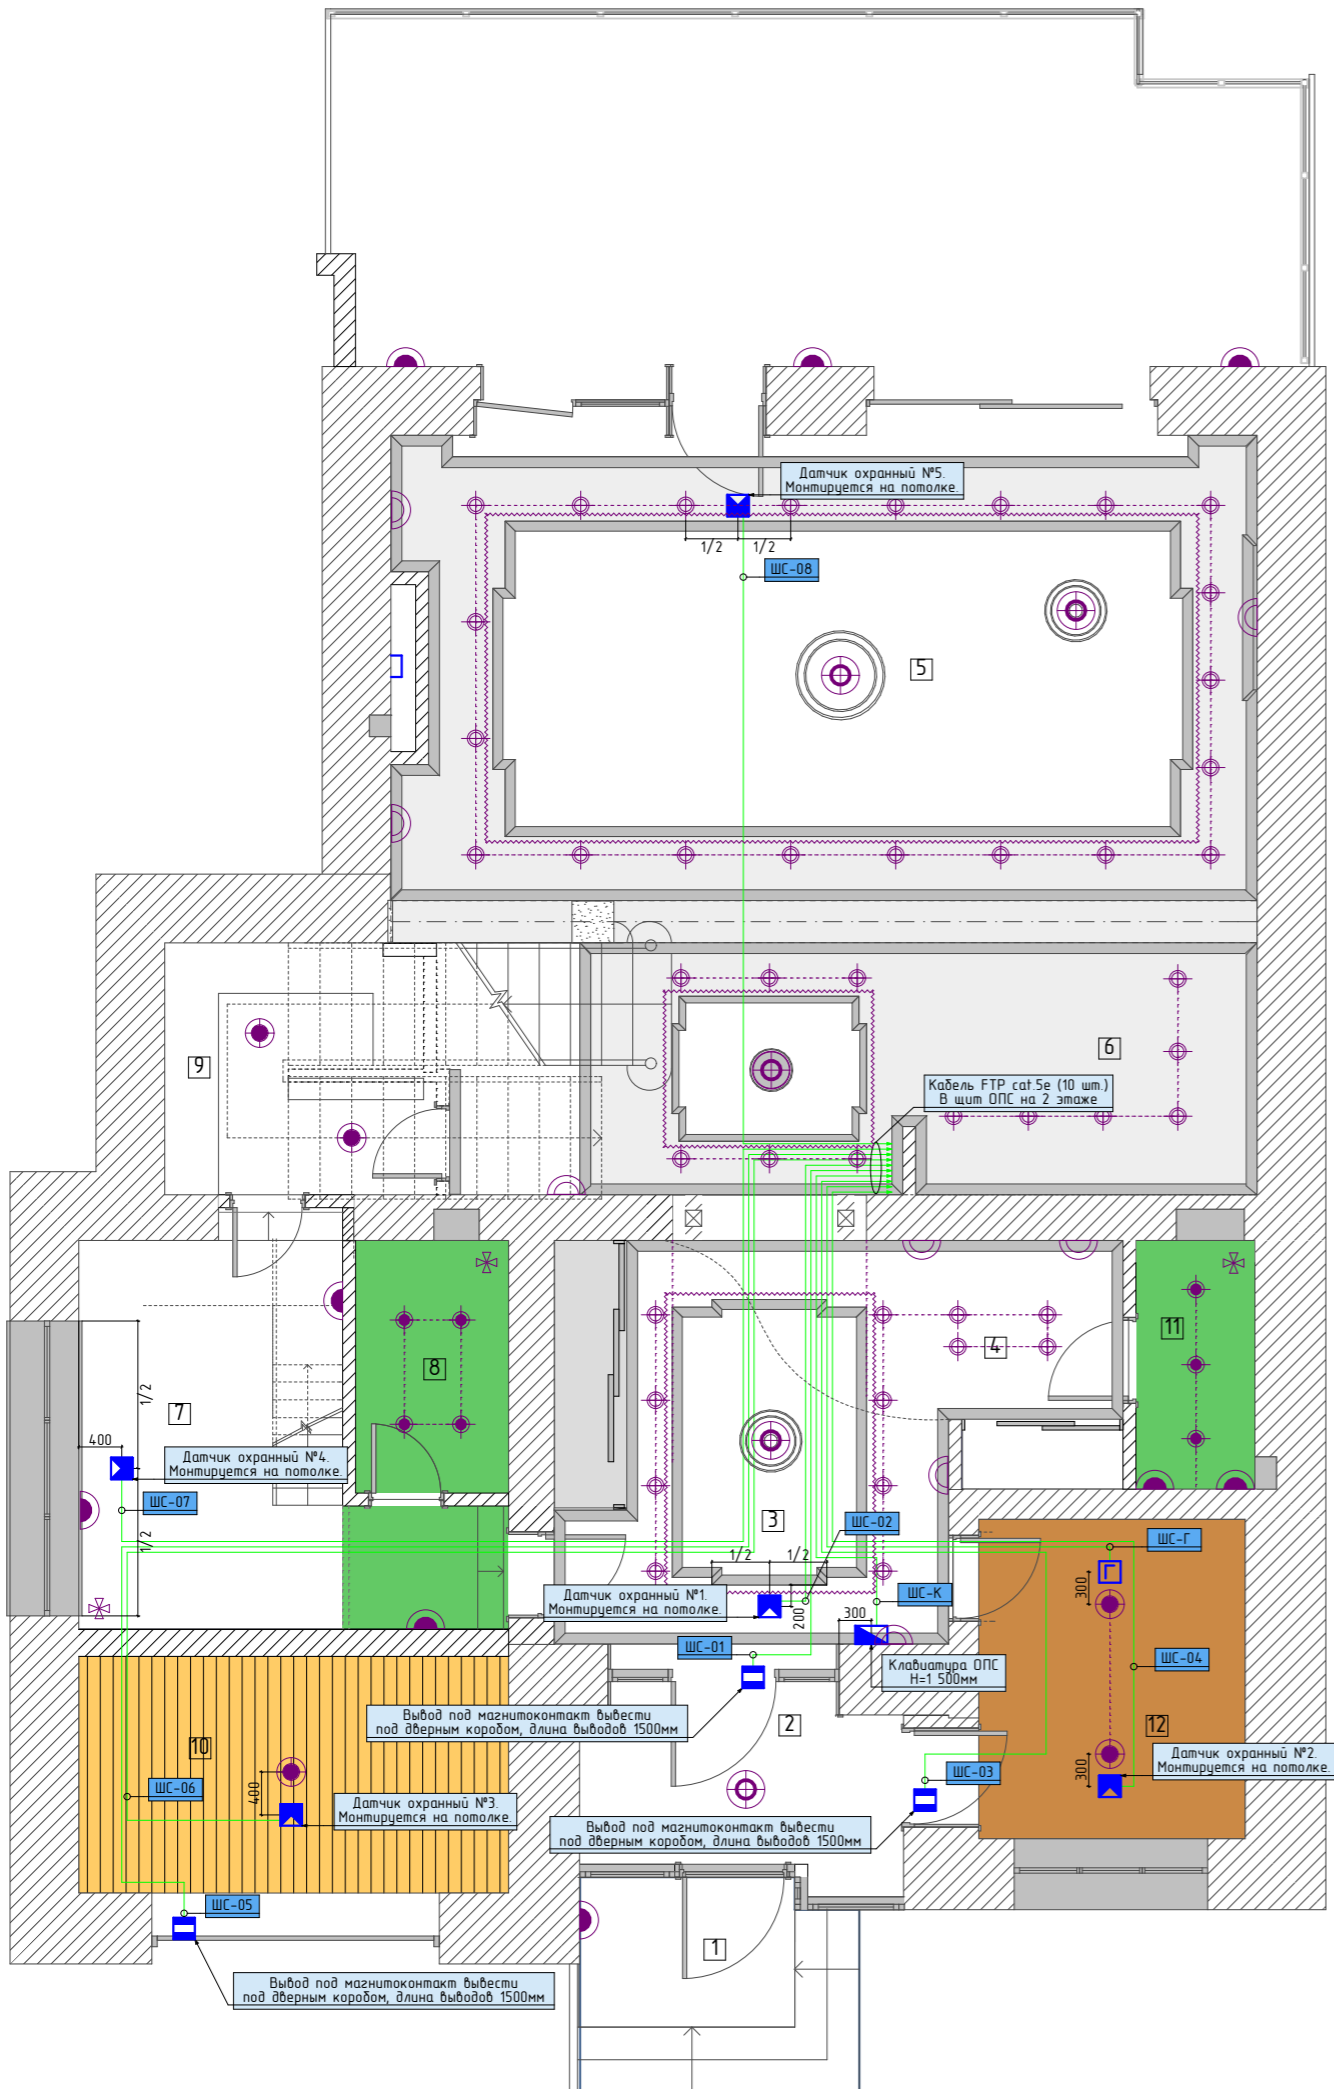 Датчик охранный №5.
Монтируется на потолке.
1/2
1/2
ШС-08
5
9
6
Кабель FTP cat.5e (10 шт.)
В щит ОПС на 2 этаже
11
4
8
7
1/2
400
Датчик охранный №4.
Монтируется на потолке.
ШС-07
1/2
3
ШС-02
1/2
1/2
ШС-Г
Датчик охранный №1.
Монтируется на потолке.
200
ШС-К
300
300
ШС-01
Клавиатура ОПС
Н=1 500мм
ШС-04
Вывод под магнитоконтакт вывести
под дверным коробом, длина выводов 1500мм
2
12
10
Датчик охранный №2.
Монтируется на потолке.
300
ШС-03
ШС-06
400
Датчик охранный №3.
Монтируется на потолке.
Вывод под магнитоконтакт вывести
под дверным коробом, длина выводов 1500мм
ШС-05
1
Вывод под магнитоконтакт вывести
под дверным коробом, длина выводов 1500мм